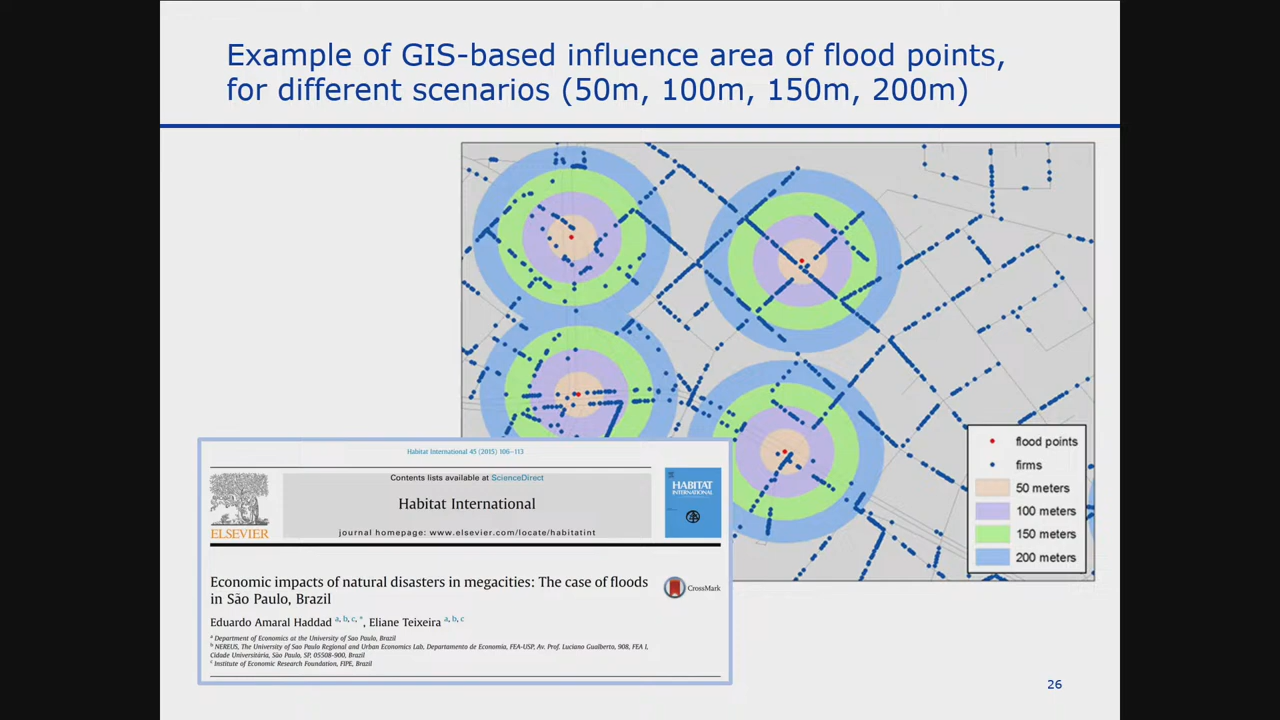 Example of GIS-based influence area of flood points,
for different scenarios (50m, 100m, 150m, 200m)
flood points
firms
50 meters
100 meters
150 meters
200 meters
Habitat International 45 (2015) 106–113
Contents lists available at ScienceDirect
Habitat International
journal homepage: www.elsevier.com/locate/habitatint
ELSEVIER
HABITAT
INTERNATIONAL
Economic impacts of natural disasters in megacities: The case of floods
in São Paulo, Brazil
CrossMark
Eduardo Amaral Haddad a, b, c, *, Eliane Teixeira a, b, c
a Department of Economics at the University of Sao Paulo, Brazil
b NEREUS, The University of Sao Paulo Regional and Urban Economics Lab, Departamento de Economia, FEA-USP, Av. Prof. Luciano Gualberto, 908, FEA I,
Cidade Universitária, São Paulo, SP, 05508-900, Brazil
c Institute of Economic Research Foundation, FIPE, Brazil
26